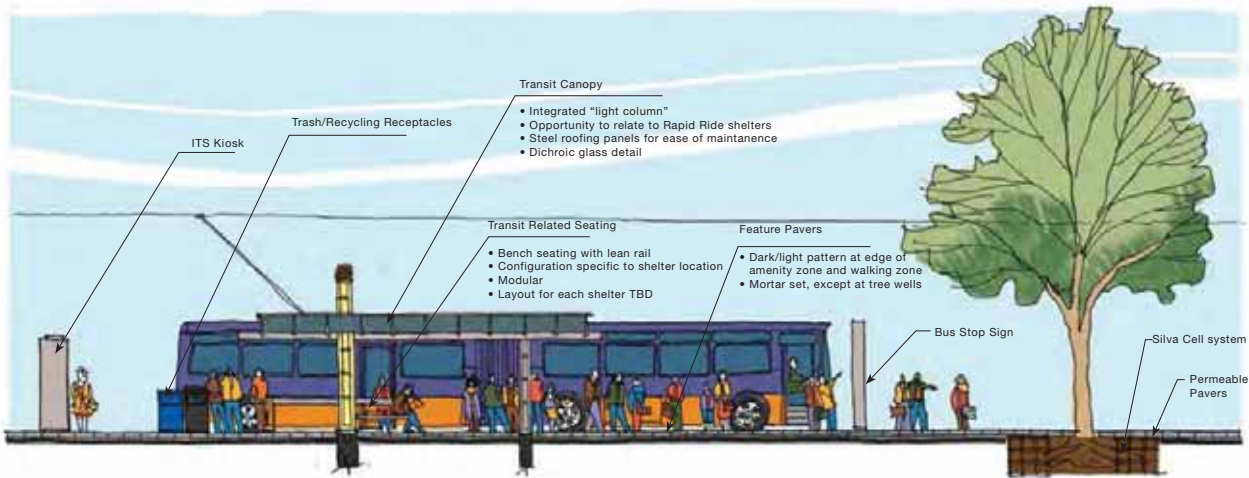 Transit Canopy
• Integrated “light column”
• Opportunity to relate to Rapid Ride shelters
• Steel roofing panels for ease of maintanence
• Dichroic glass detail
Trash/Recycling Receptacles
ITS Kiosk
Transit Related Seating
• Bench seating with lean rail
• Configuration specific to shelter location
• Modular
• Layout for each shelter TBD
Feature Pavers
• Dark/light pattern at edge of
amenity zone and walking zone
• Mortar set, except at tree wells
Bus Stop Sign
Silva Cell system
Permeable
Pavers